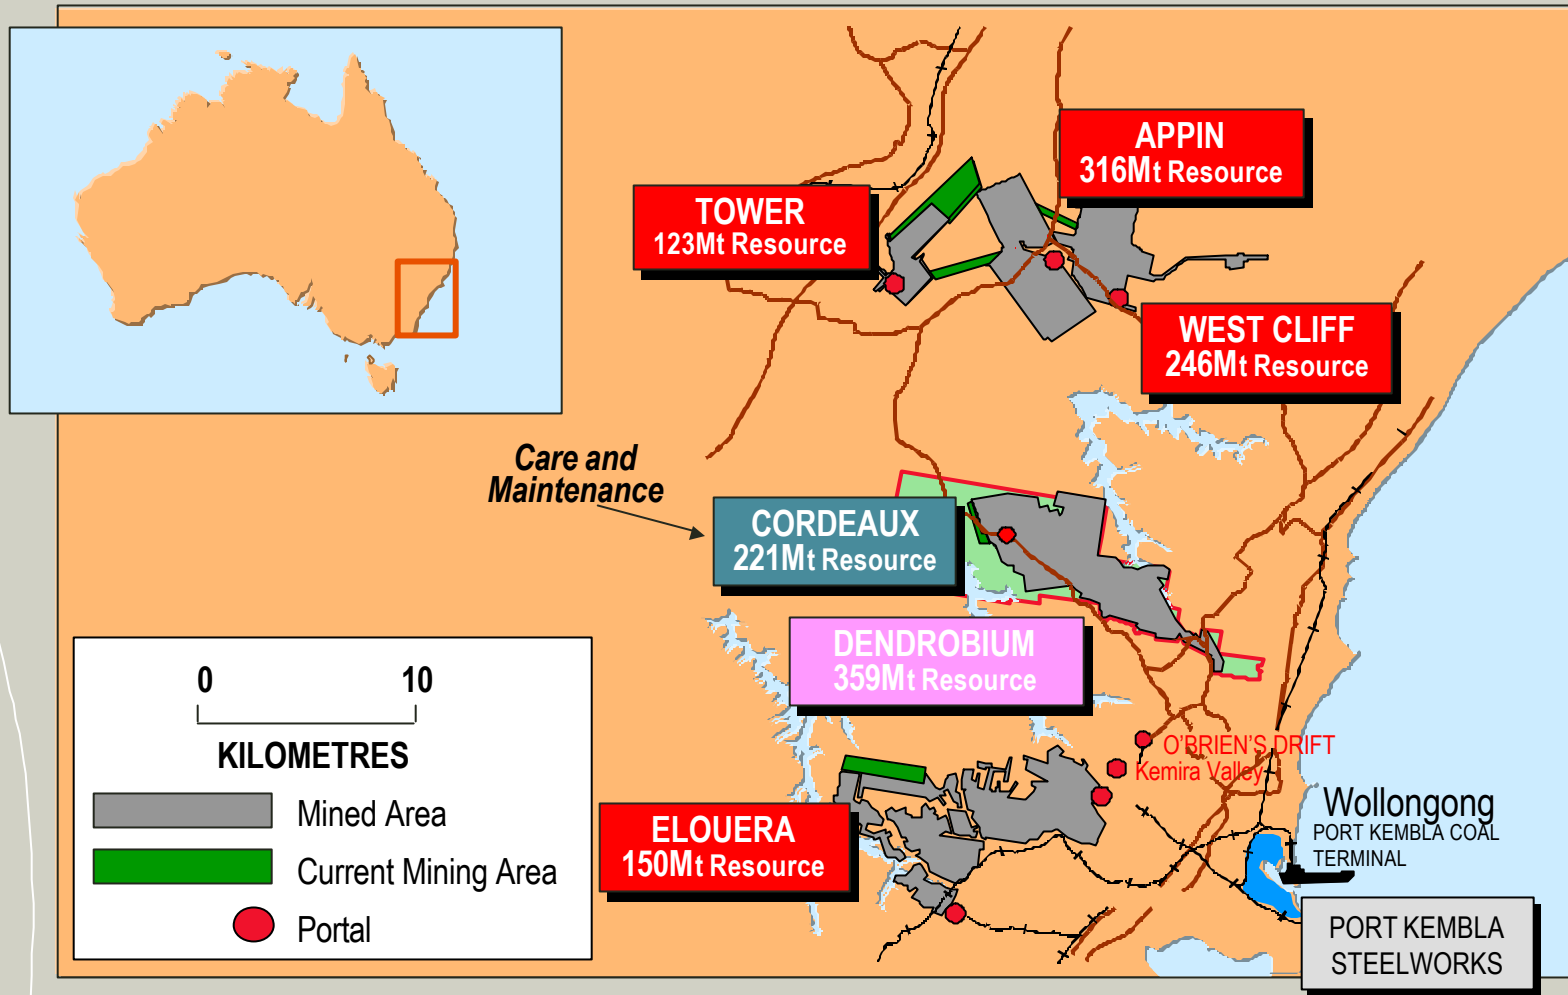 APPIN
316Mt Resource
TOWER
123Mt Resource
WEST CLIFF
246Mt Resource
Care and
Maintenance
CORDEAUX
221Mt Resource
DENDROBIUM
359Mt Resource
O'BRIEN'S DRIFT
Kemira Valley
ELOUERA
150Mt Resource
Wollongong
PORT KEMBLA COAL
TERMINAL
PORT KEMBLA
STEELWORKS
0 10
KILOMETRES
Mined Area
Current Mining Area
Portal